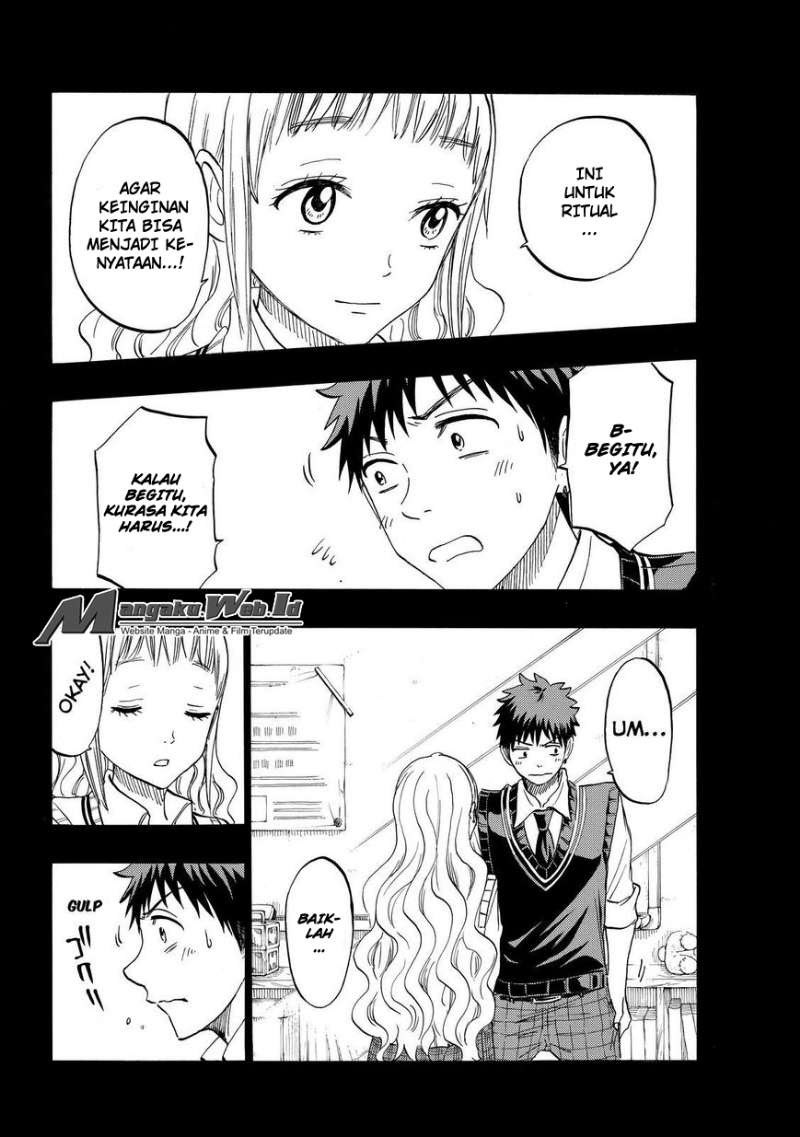 INI
UNTUK
RITUAL
...
AGAR
KEINGINAN
KITA BISA
MENJADI KE-
NYATAAN...!
B-
BEGITU,
YA!
KALAU
BEGITU,
KURASA KITA
HARUS...!
Mangaku.Web.Id
Website Manga - Anime & Film Terupdate
UM...
BAIK-
LAH
...
OKAY!
GULP
ゴクン